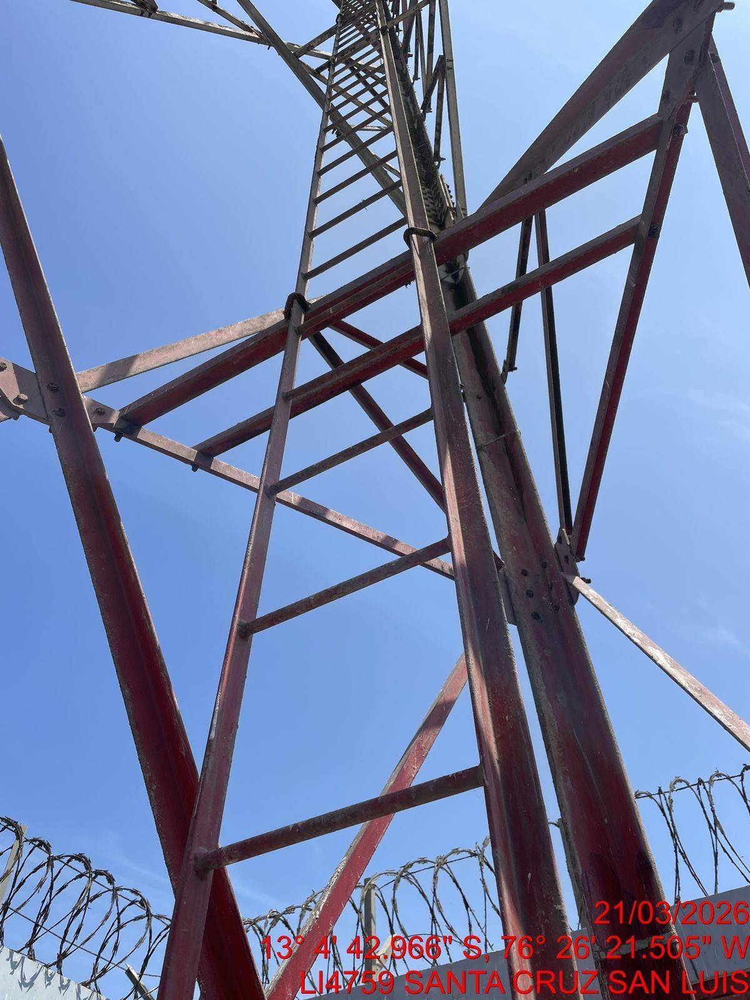 21/03/2026
13° 4' 42.966" S, 76° 26' 21.505" W
LI4759 SANTA CRUZ SAN LUIS